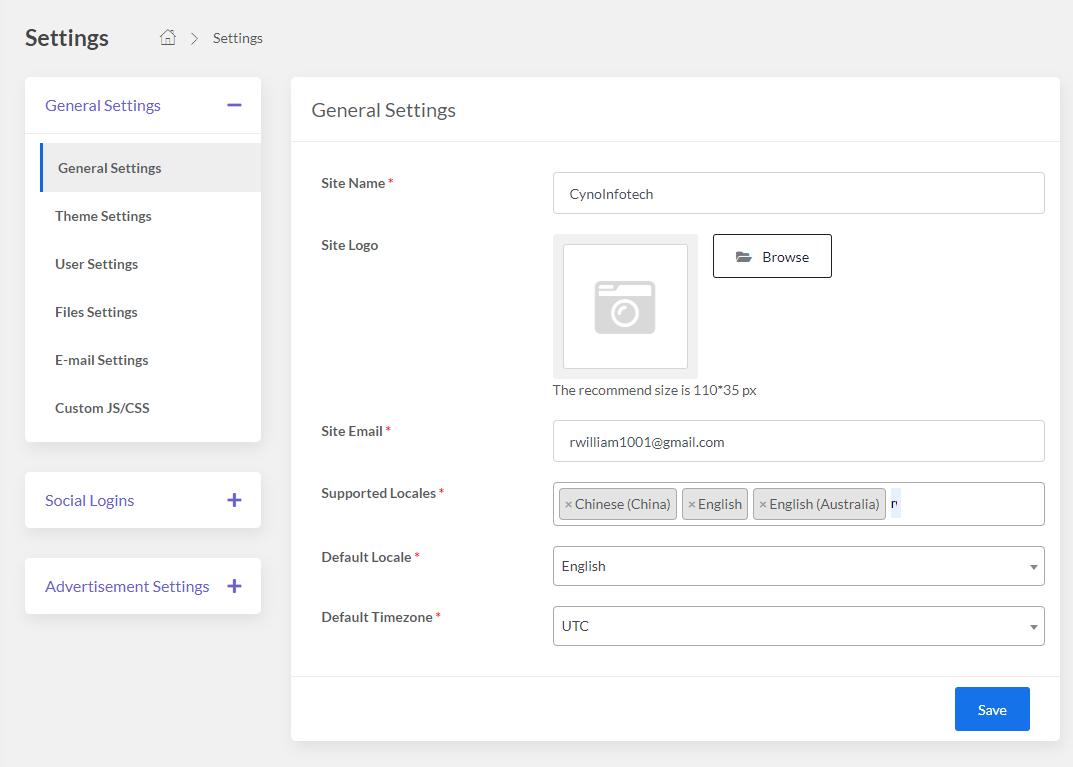 Settings
Settings
General Settings
General Settings
Theme Settings
User Settings
Files Settings
E-mail Settings
Custom JS/CSS
Social Logins
Advertisement Settings
General Settings
Site Name *
CynoInfotech
Site Logo
Browse
The recommend size is 110*35 px
Site Email *
rwilliam1001@gmail.com
Supported Locales *
× Chinese (China) × English × English (Australia)
Default Locale *
English
Default Timezone *
UTC
Save